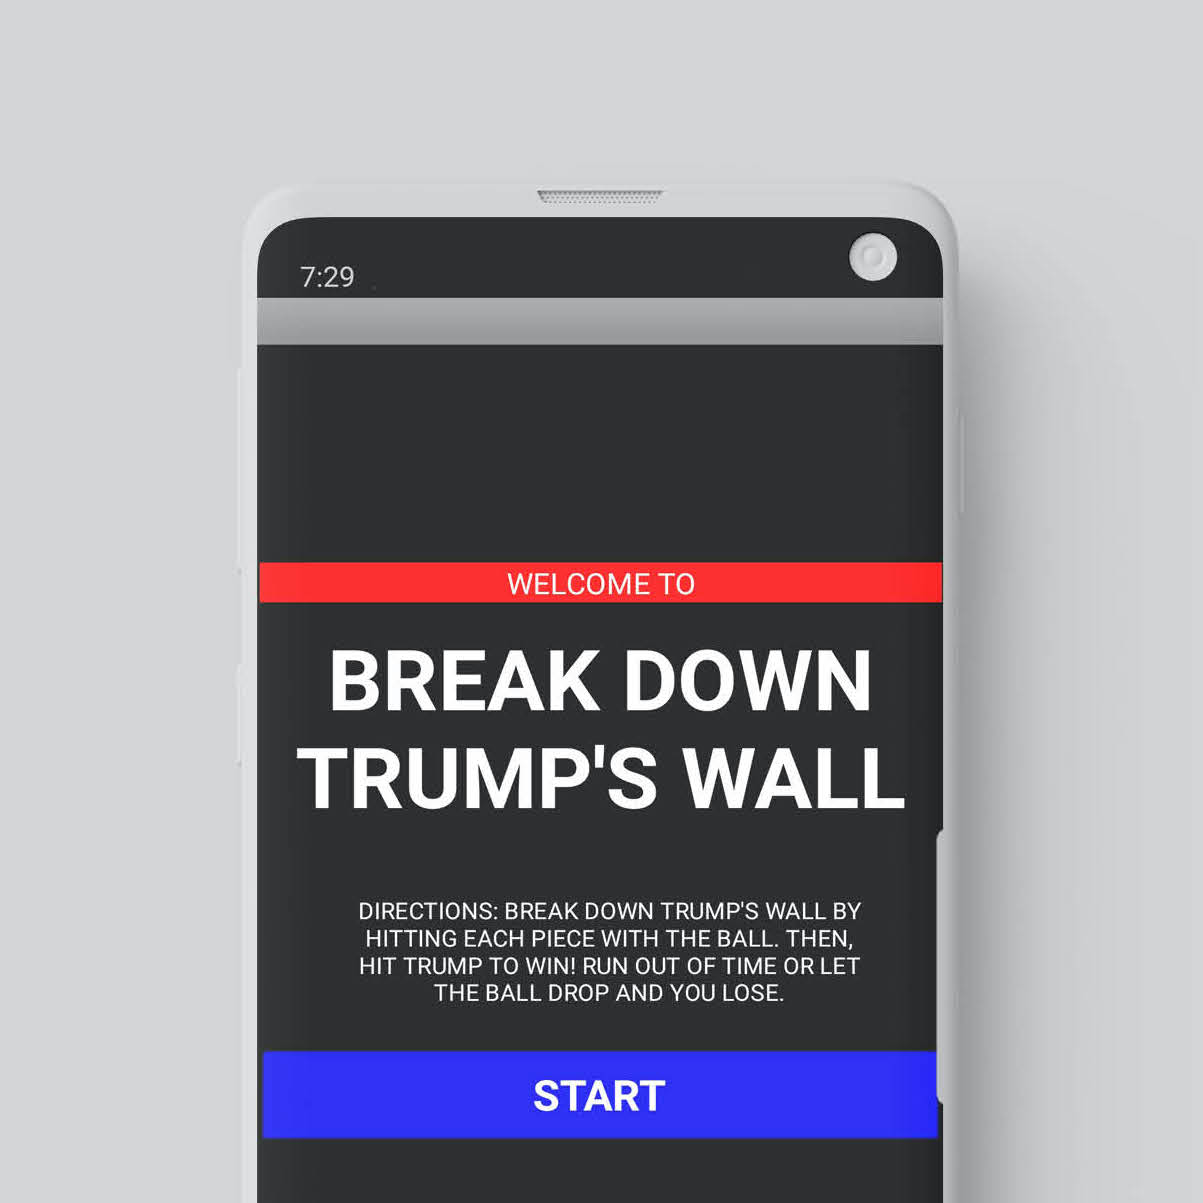 7:29
WELCOME TO
BREAK DOWN
TRUMP'S WALL
DIRECTIONS: BREAK DOWN TRUMP'S WALL BY
HITTING EACH PIECE WITH THE BALL. THEN,
HIT TRUMP TO WIN! RUN OUT OF TIME OR LET
THE BALL DROP AND YOU LOSE.
START